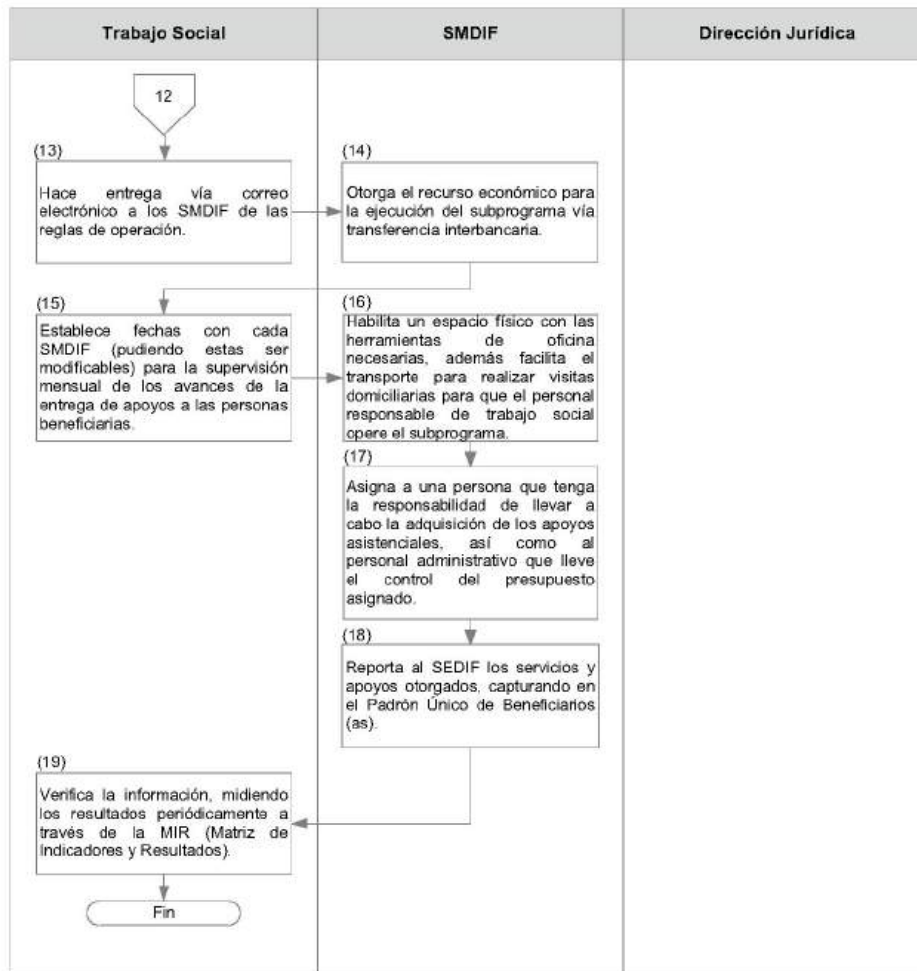 Trabajo Social
SMDIF
Dirección Jurídica
12
(13)
Hace entrega vía correo
electrónico a los SMDIF de las
reglas de operación.
(14)
Otorga el recurso económico para
la ejecución del subprograma vía
transferencia interbancaria.
(15)
Establece fechas con cada
SMDIF (pudiendo estas ser
modificables) para la supervisión
mensual de los avances de la
entrega de apoyos a las personas
beneficiarias.
(16)
Habilita un espacio físico con las
herramientas de oficina
necesarias, además facilita el
transporte para realizar visitas
domiciliarias para que el personal
responsable de trabajo social
opere el subprograma.
(17)
Asigna a una persona que tenga
la responsabilidad de llevar a
cabo la adquisición de los apoyos
asistenciales, así como al
personal administrativo que lleve
el control del presupuesto
asignado.
(18)
Reporta al SEDIF los servicios y
apoyos otorgados, capturando en
el Padrón Único de Beneficiarios
(as).
(19)
Verifica la información, midiendo
los resultados periódicamente a
través de la MIR (Matriz de
Indicadores y Resultados).
Fin